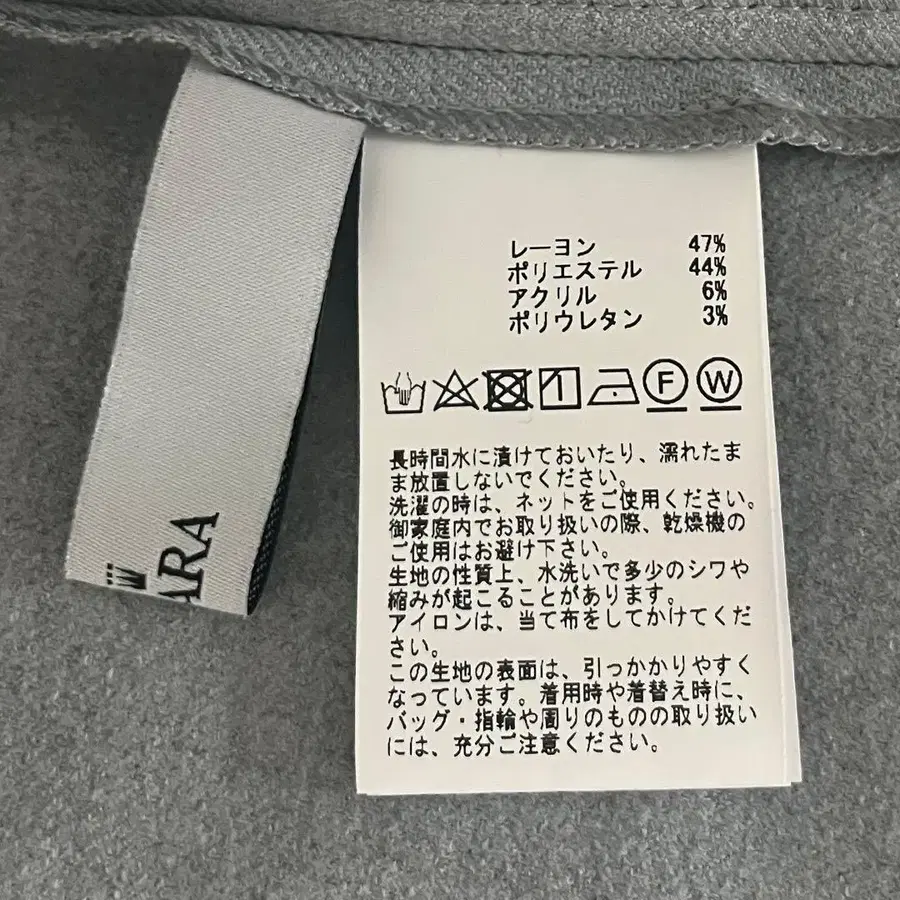 レーヨン 47%
ポリエステル 44%
アクリル 6%
ポリウレタン 3%
F W
長時間水に漬けておいたり、濡れたま
ま放置しないでください。
洗濯の時は、ネットをご使用ください。
御家庭内でお取り扱いの際、乾燥機の
ご使用はお避け下さい。
生地の性質上、水洗いで多少のシワや
縮みが起こることがあります。
アイロンは、当て布をしてかけてくだ
さい。
この生地の表面は、引っかかりやすく
なっています。着用時や着替え時に、
バッグ・指輪や周りのものの取り扱い
には、充分ご注意ください。
ARA